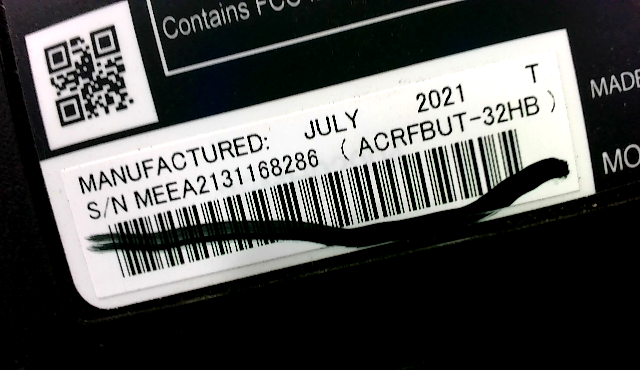 Contains FCC
MANUFACTURED: JULY 2021 T
S/N MEEA2131168286 ( ACRFBUT-32HB )
MADE
MO